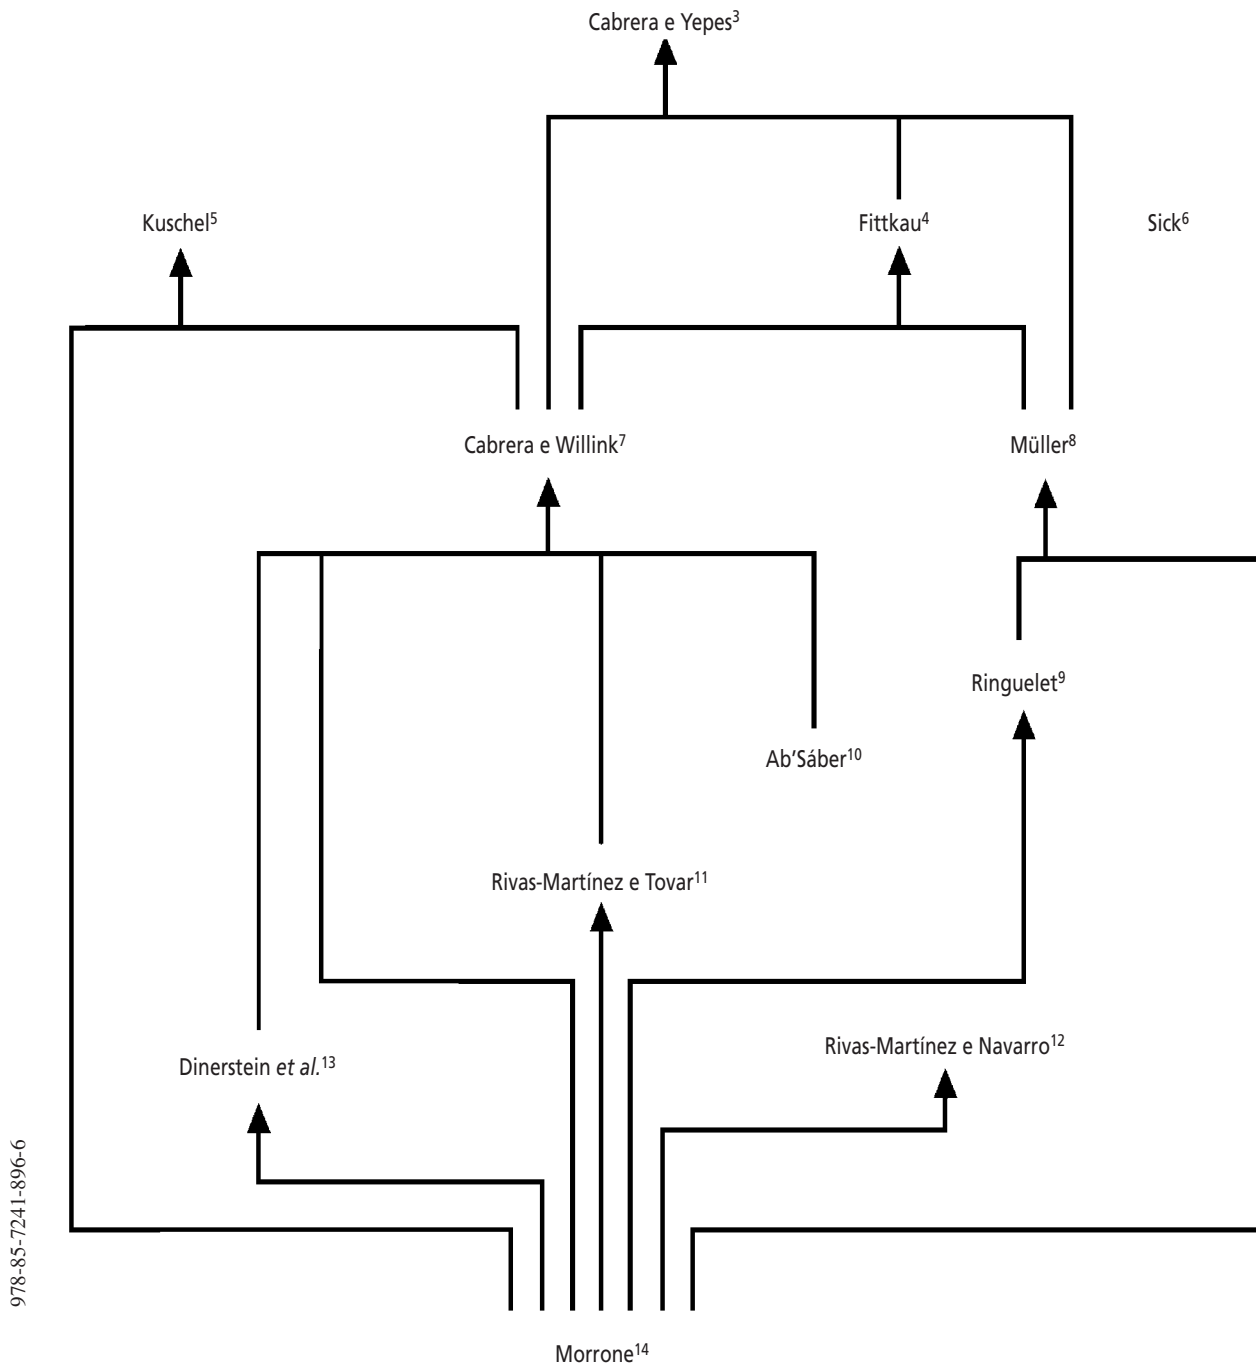 Cabrera e Yepes³
Kuschel⁵
Fittkau⁴
Sick⁶
Cabrera e Willink⁷
Müller⁸
Ringuelet⁹
Ab’Sáber¹⁰
Rivas-Martínez e Tovar¹¹
Rivas-Martínez e Navarro¹²
Dinerstein et al.¹³
Morrone¹⁴
978-85-7241-896-6